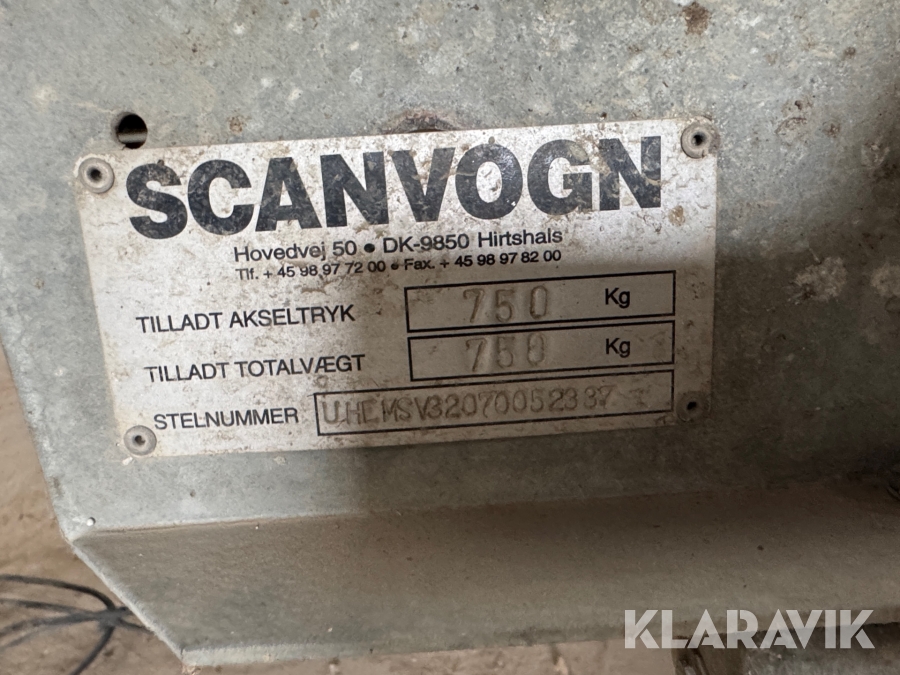 SCANVOGN
Hovedvej 50 • DK-9850 Hirtshals
Tlf. + 45 98 97 72 00 • Fax. + 45 98 97 82 00
TILLADT AKSELTRYK 750 Kg
TILLADT TOTALVÆGT 750 Kg
STELNUMMER
KLARAVIK